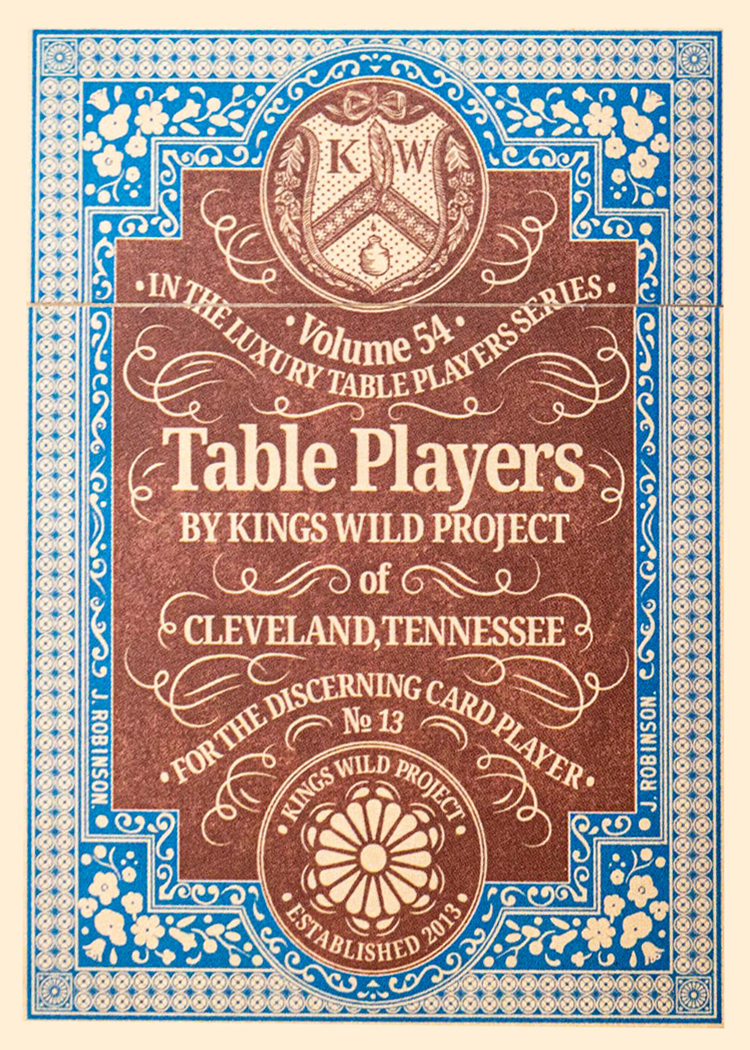 K W
• IN THE LUXURY TABLE PLAYERS SERIES •
• Volume 54 •
Table Players
BY KINGS WILD PROJECT
of
CLEVELAND, TENNESSEE
• FOR THE DISCERNING CARD PLAYER •
№ 13
J. ROBINSON.
J. ROBINSON.
• KINGS WILD PROJECT •
• ESTABLISHED 2013 •